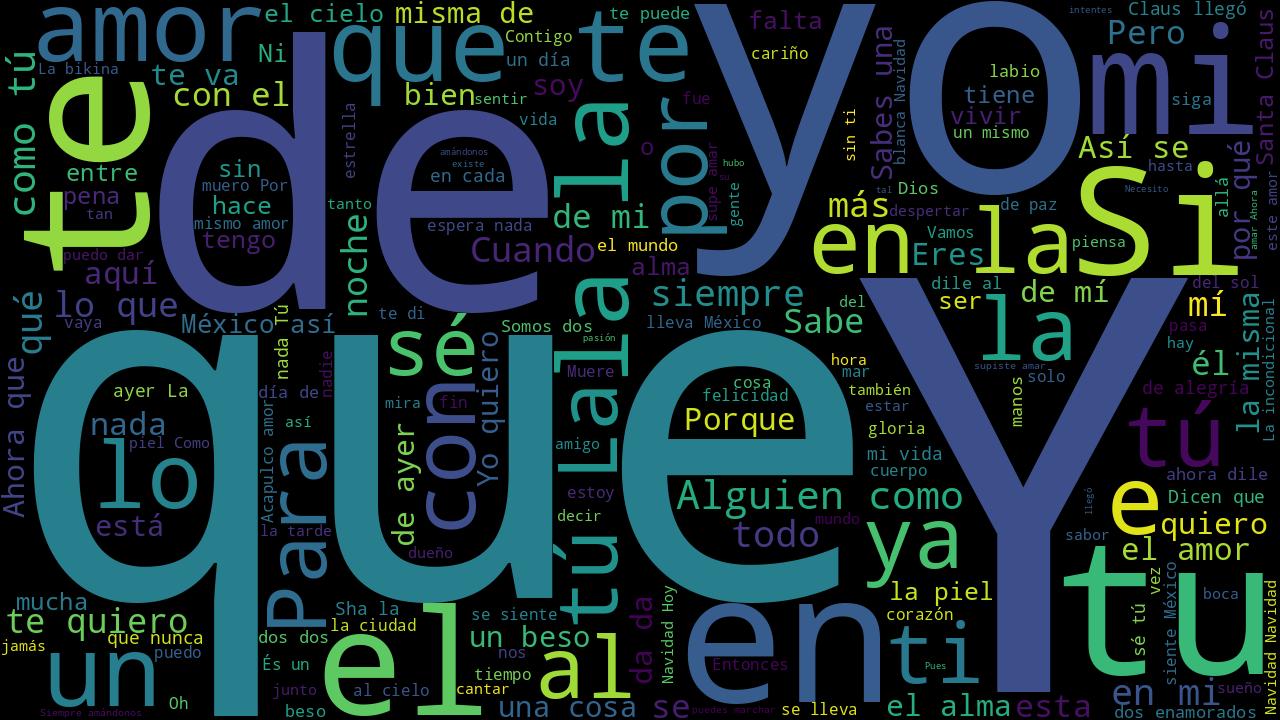 amor
el cielo
misma de
te puede
falta
Claus llegó
intentes
Pero
mi
yo
que
te
Contigo
un día
cariño
Ni
La bikina
te va
con el
bien
sentir
soy
fue
labio
tiene
vivir
un mismo
siga
Santa Claus
como tú
te
de
estrella
vida
amándonos
existe
en cada
la
por
o
hubo
su
supe amar
gente
sin ti
Sabes una
blanca Navidad
Así se
hasta
Necesito
allá
por qué
este amor
amar Ahora
entre
pena
tan
sin
muero Por
hace
mismo amor
tengo
tanto
noche
espera nada
Cuando
de mi
el mundo
alma
tal
Dios
más
despertar
de paz
Vamos
Eres
en
la
Si
piensa
puedo dar
aquí
lo que
vaya
qué
México así
nada Tú
te di
sé
Somos dos
pasión
siempre
lleva México
del
Sabe
dile al
ser
de mí
mí
del sol
pasa
hay
él
la misma
La incondicional
de alegría
Y
la
que
ayer La
nada
piel Como
lo
está
Ahora que
día de
nadie
así
Acapulco amor
Para
la tarde
mira
fin
con
de ayer
Yo quiero
dueño
Muere
tú LaLala
amigo
estoy
decir
cosa
felicidad
Porque
Alguien como
todo
mundo
hora
mar
también
estar
gloria
mi vida
cuerpo
supiste amar
solo
manos
tú
ahora dile
llegó
e
Dicen que
quiero
sabor
el amor
ya
la piel
corazón
mucha
te quiero
jamás
que nunca
puedo
un
Siempre amándonos
Oh
dos dos
És un
junto
beso
Sha la
la ciudad
el
al cielo
cantar
se siente
un beso
nos
tiempo
al
una cosa
da da
Navidad Hoy
se
en
Entonces
puedes marchar
se lleva
ti
Pues
el alma
esta
tu
sé tú
vez
siente México
boca
en mi
sueño
dos enamorados
Navidad Navidad